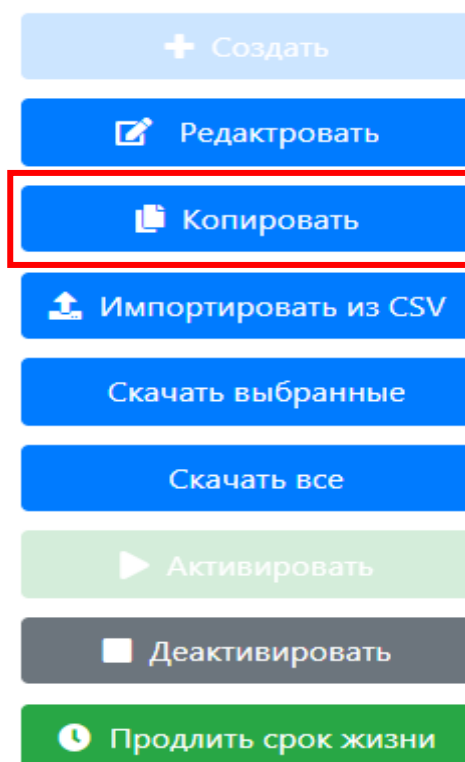 Создать
Редактровать
Копировать
Импортировать из CSV
Скачать выбранные
Скачать все
Активировать
Деактивировать
Продлить срок жизни